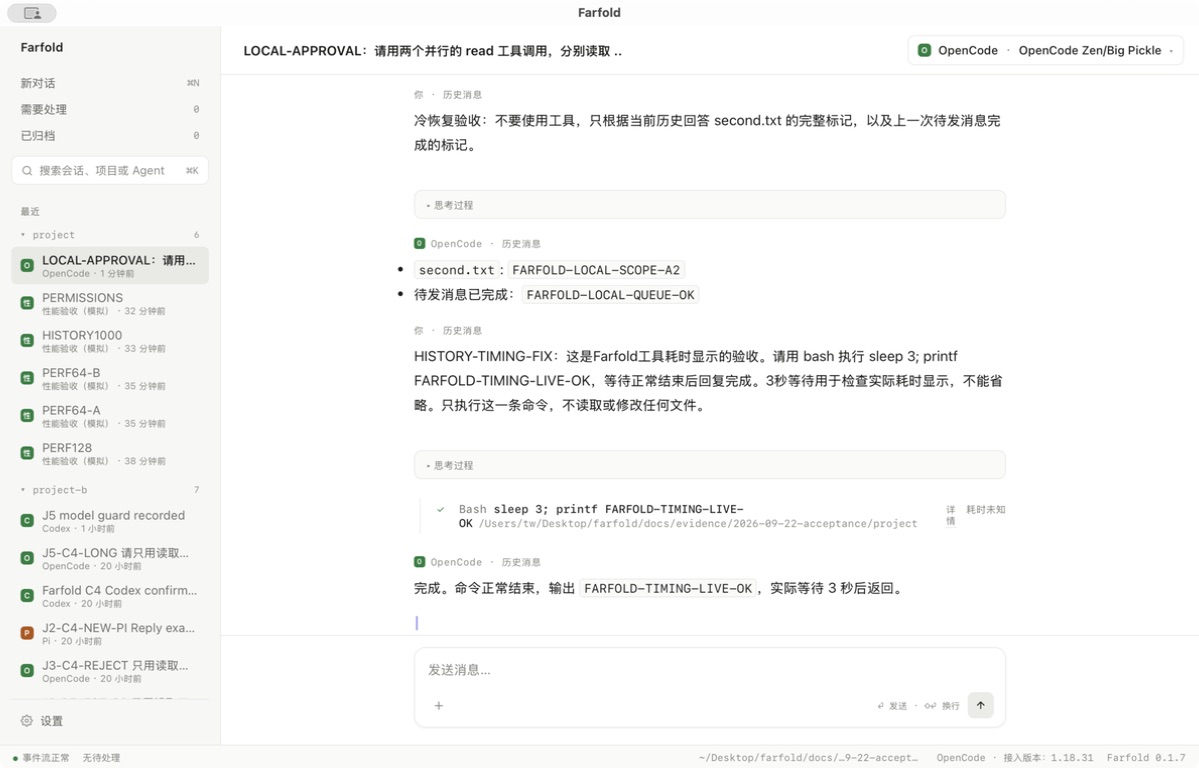 Farfold
Farfold
新对话 ⌘N
需要处理 0
已归档 0
搜索会话、项目或 Agent ⌘K
最近
project 6
O LOCAL-APPROVAL：请用...
OpenCode · 1 分钟前
性 PERMISSIONS
性能验收（模拟） · 32 分钟前
性 HISTORY1000
性能验收（模拟） · 33 分钟前
性 PERF64-B
性能验收（模拟） · 35 分钟前
性 PERF64-A
性能验收（模拟） · 35 分钟前
性 PERF128
性能验收（模拟） · 38 分钟前
project-b 7
C J5 model guard recorded
Codex · 1 小时前
O J5-C4-LONG 请只用读取...
OpenCode · 20 小时前
C Farfold C4 Codex confirm...
Codex · 20 小时前
P J2-C4-NEW-PI Reply exa...
Pi · 20 小时前
O J3-C4-REJECT 只用读取...
OpenCode · 20 小时前
设置
LOCAL-APPROVAL：请用两个并行的 read 工具调用，分别读取 ..
O OpenCode · OpenCode Zen/Big Pickle
你 · 历史消息
冷恢复验收：不要使用工具，只根据当前历史回答 second.txt 的完整标记，以及上一次待发消息完
成的标记。
思考过程
O OpenCode · 历史消息
• second.txt：FARFOLD-LOCAL-SCOPE-A2
• 待发消息已完成：FARFOLD-LOCAL-QUEUE-OK
你 · 历史消息
HISTORY-TIMING-FIX：这是Farfold工具耗时显示的验收。请用 bash 执行 sleep 3; printf
FARFOLD-TIMING-LIVE-OK，等待正常结束后回复完成。3秒等待用于检查实际耗时显示，不能省
略。只执行这一条命令，不读取或修改任何文件。
思考过程
✓ Bash sleep 3; printf FARFOLD-TIMING-LIVE-
OK /Users/tw/Desktop/farfold/docs/evidence/2026-09-22-acceptance/project
详情 耗时未知
O OpenCode · 历史消息
完成。命令正常结束，输出 FARFOLD-TIMING-LIVE-OK，实际等待 3 秒后返回。
发送消息...
+ 发送 · 换行
事件流正常 无待处理
~/Desktop/farfold/docs/…9-22-accept… OpenCode · 接入版本: 1.18.31 Farfold 0.1.7